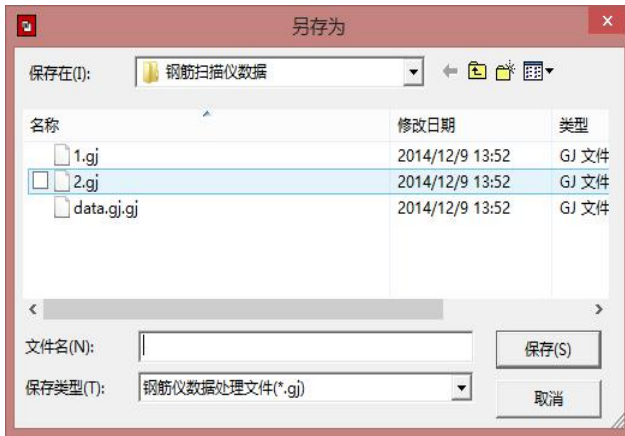 另存为
保存在(I): 钢筋扫描仪数据
名称 修改日期 类型
1.gj 2014/12/9 13:52 GJ 文件
2.gj 2014/12/9 13:52 GJ 文件
data.gj.gj 2014/12/9 13:52 GJ 文件
文件名(N): 保存(S)
保存类型(T): 钢筋仪数据处理文件(*.gj) 取消